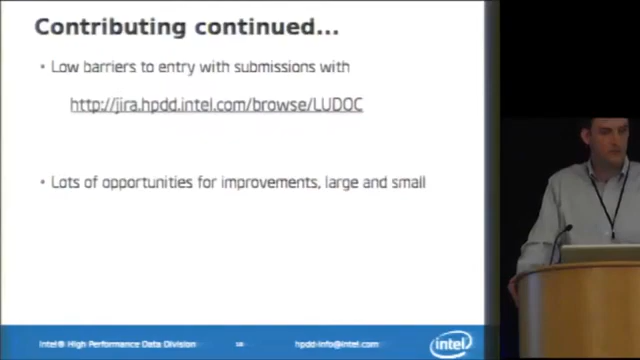 Contributing continued...
• Low barriers to entry with submissions with
http://jira.hpdd.intel.com/browse/LUDOC
• Lots of opportunities for improvements, large and small
Intel® High Performance Data Division
hpdd-info@intel.com
intel